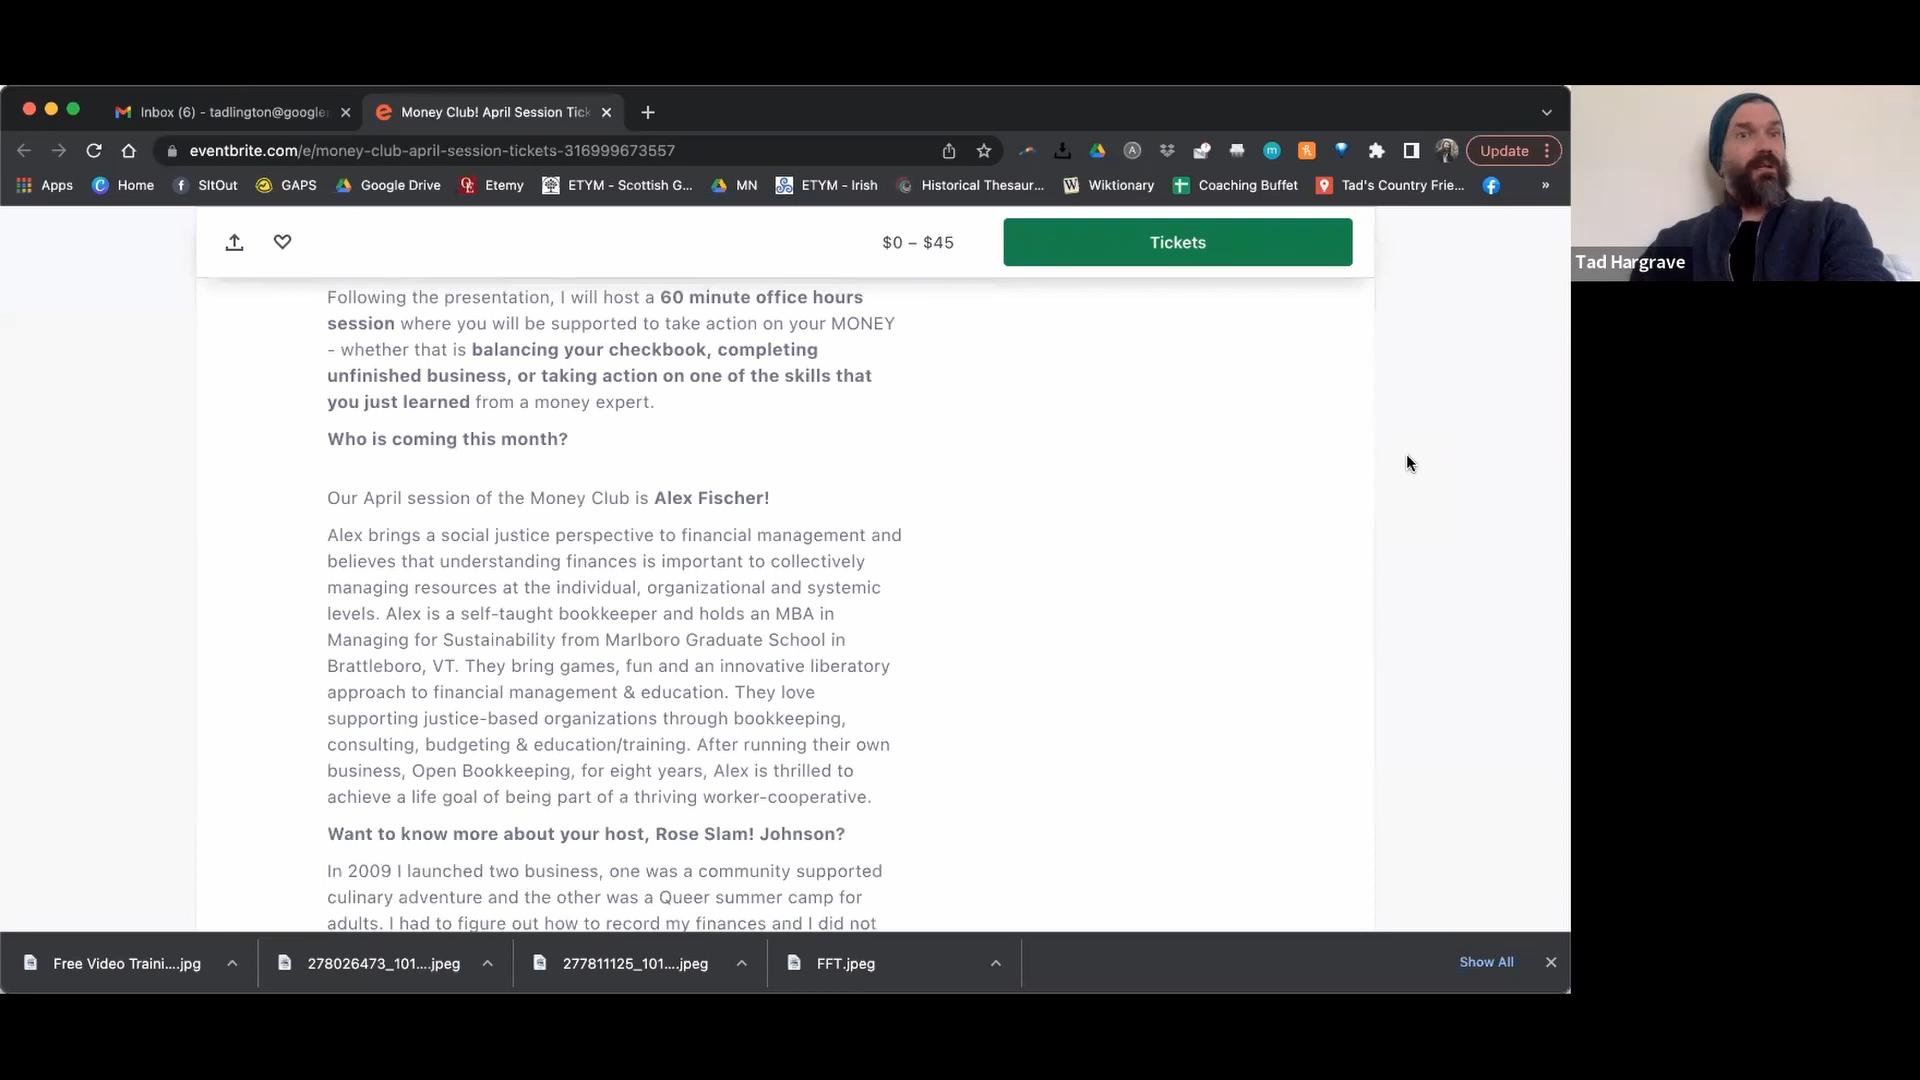 Inbox (6) - tadlington@google
Money Club! April Session Tick
eventbrite.com/e/money-club-april-session-tickets-316999673557
Update
Apps
Home
SItOut
GAPS
Google Drive
Etemy
ETYM - Scottish G...
MN
ETYM - Irish
Historical Thesaur...
Wiktionary
Coaching Buffet
Tad's Country Frie...
»
$0 – $45
Tickets
Tad Hargrave
Following the presentation, I will host a 60 minute office hours
session where you will be supported to take action on your MONEY
- whether that is balancing your checkbook, completing
unfinished business, or taking action on one of the skills that
you just learned from a money expert.
Who is coming this month?
Our April session of the Money Club is Alex Fischer!
Alex brings a social justice perspective to financial management and
believes that understanding finances is important to collectively
managing resources at the individual, organizational and systemic
levels. Alex is a self-taught bookkeeper and holds an MBA in
Managing for Sustainability from Marlboro Graduate School in
Brattleboro, VT. They bring games, fun and an innovative liberatory
approach to financial management & education. They love
supporting justice-based organizations through bookkeeping,
consulting, budgeting & education/training. After running their own
business, Open Bookkeeping, for eight years, Alex is thrilled to
achieve a life goal of being part of a thriving worker-cooperative.
Want to know more about your host, Rose Slam! Johnson?
In 2009 I launched two business, one was a community supported
culinary adventure and the other was a Queer summer camp for
adults. I had to figure out how to record my finances and I did not
Free Video Traini....jpg
278026473_101....jpeg
277811125_101....jpeg
FFT.jpeg
Show All